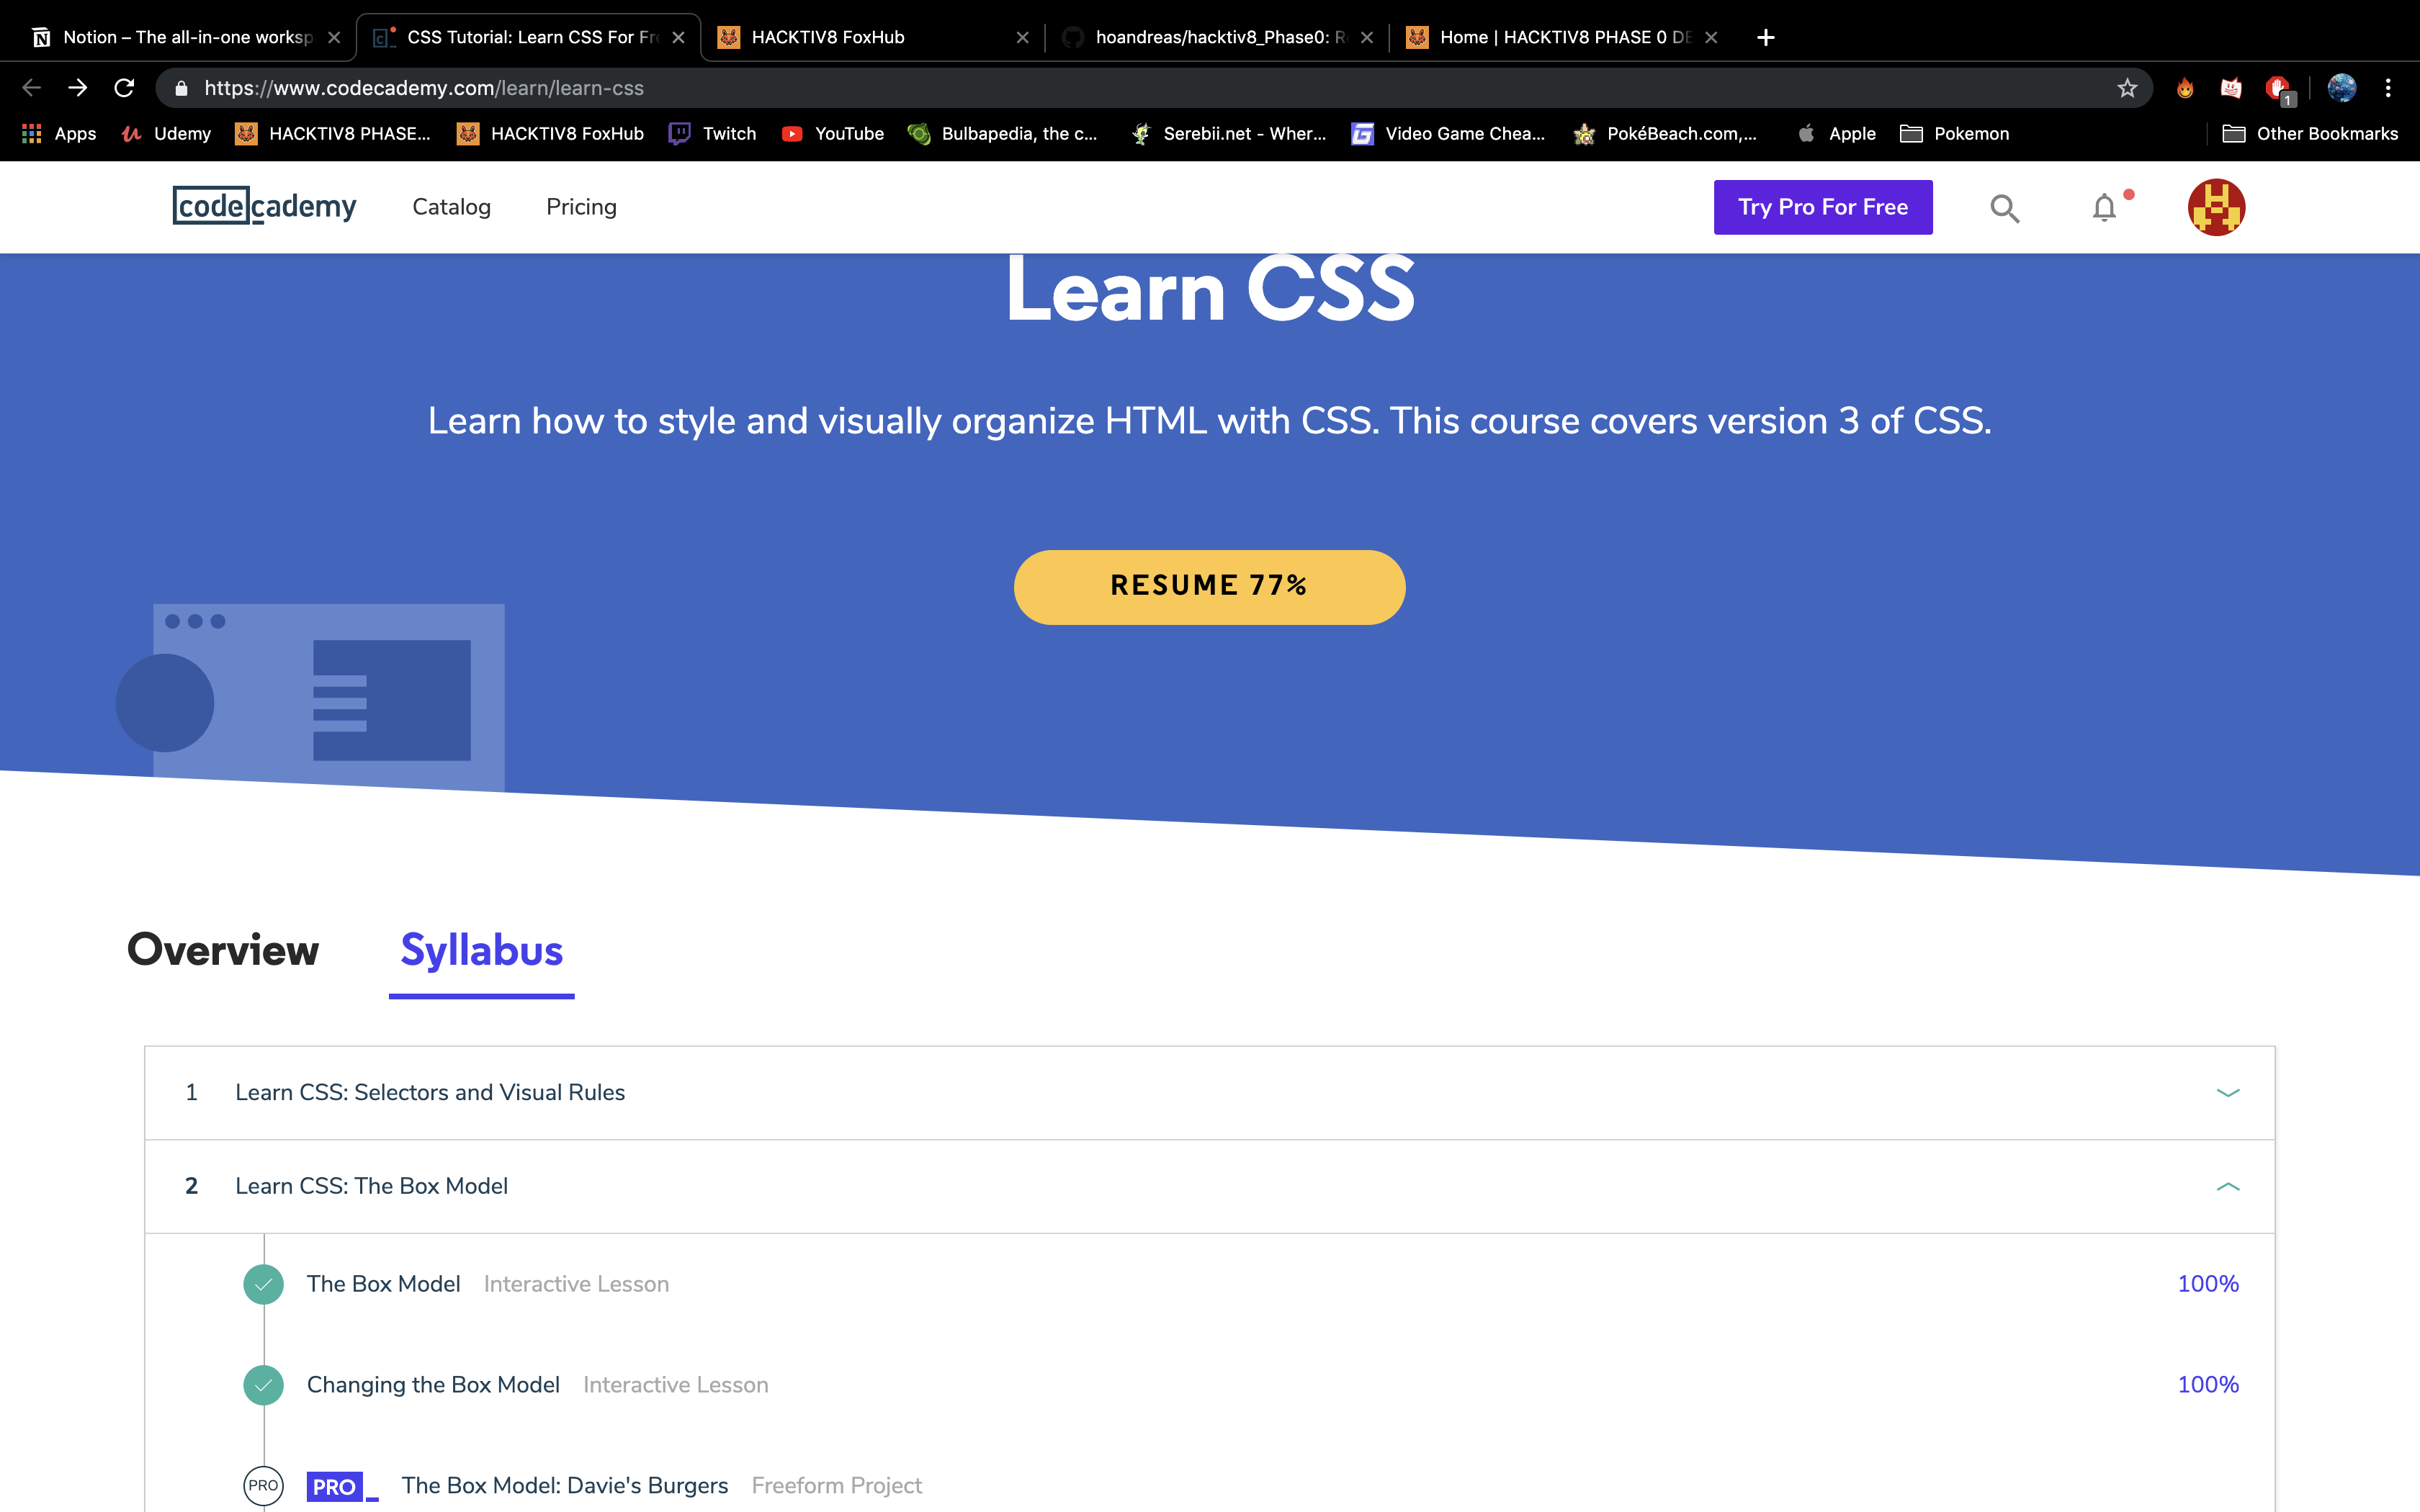 Notion – The all-in-one worksp
CSS Tutorial: Learn CSS For Fre
HACKTIV8 FoxHub
hoandreas/hacktiv8_Phase0: R
Home | HACKTIV8 PHASE 0 DE
https://www.codecademy.com/learn/learn-css
1
Apps
Udemy
HACKTIV8 PHASE...
HACKTIV8 FoxHub
Twitch
YouTube
Bulbapedia, the c...
Serebii.net - Wher...
Video Game Chea...
PokéBeach.com,...
Apple
Pokemon
Other Bookmarks
codecademy
Catalog
Pricing
Try Pro For Free
Learn CSS
Learn how to style and visually organize HTML with CSS. This course covers version 3 of CSS.
RESUME 77%
Overview
Syllabus
1 Learn CSS: Selectors and Visual Rules
2 Learn CSS: The Box Model
The Box Model Interactive Lesson 100%
Changing the Box Model Interactive Lesson 100%
PRO PRO_ The Box Model: Davie's Burgers Freeform Project